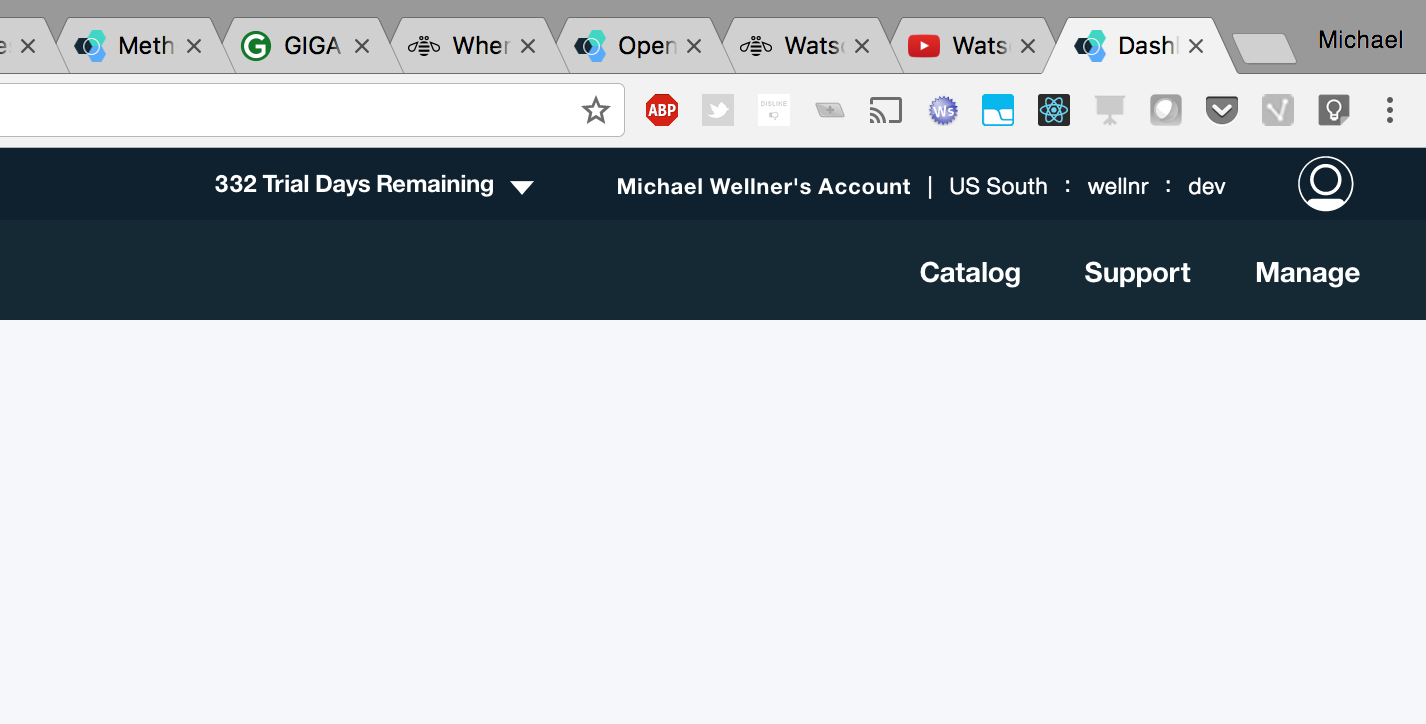 Meth GIGA Wher Open Wats Wats Dash Michael
ABP DISLIKE Ws
332 Trial Days Remaining Michael Wellner's Account | US South : wellnr : dev
Catalog Support Manage